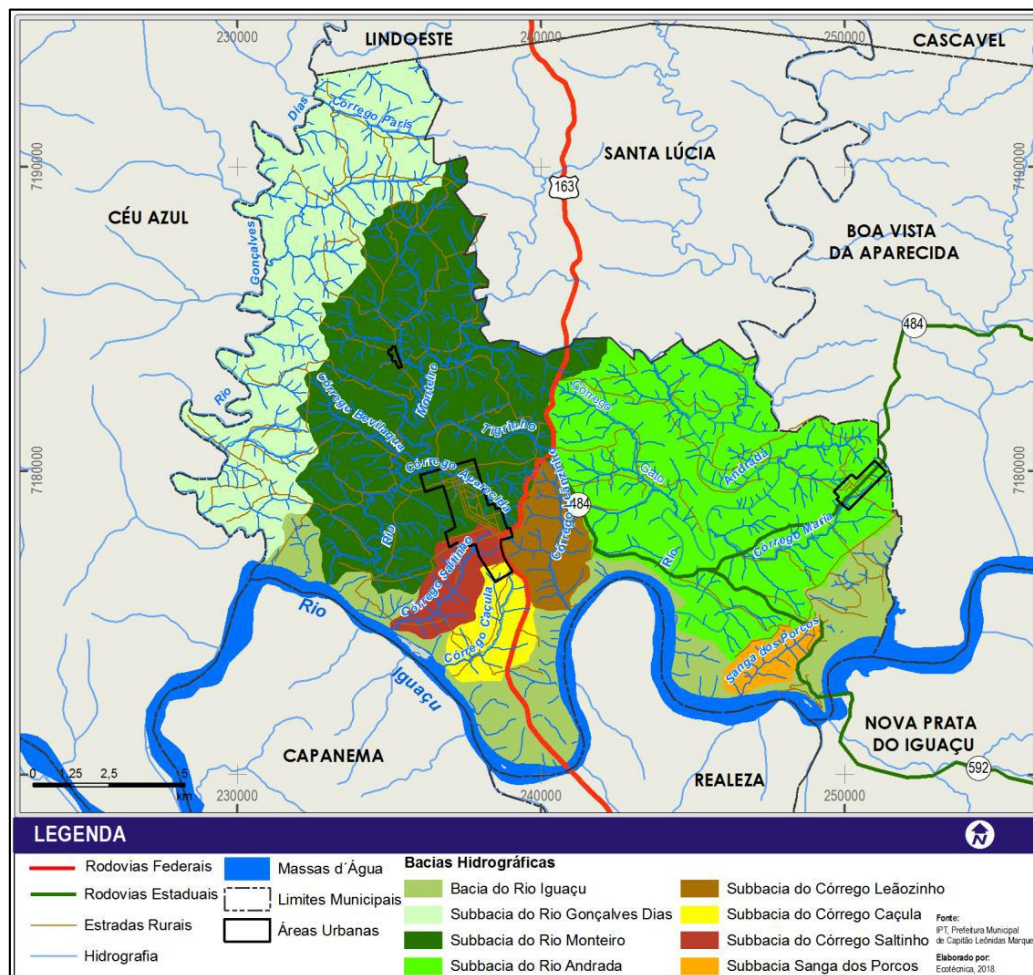 230000
240000
250000
LINDOESTE
CASCAVEL
Dias
Córrego Paris
SANTA LÚCIA
7190000
7490000
163
CÉU AZUL
BOA VISTA
DA APARECIDA
Gonçalves
484
Monteiro
Córrego Bovilaqua
Córrego
Rio
Tigrinho
7180000
7180000
Córrego Aparecida
Gaio
Andrada
484
Córrego Leãozinho
Córrego Maria
Rio
Rio
Córrego Saltinho
Rio
Córrego Caçula
Sanga dos Porcos
Iguaçu
NOVA PRATA
DO IGUAÇU
CAPANEMA
REALEZA
592
0 1,25 2,5 5
km
230000
240000
250000
LEGENDA
N
Rodovias Federais
Rodovias Estaduais
Estradas Rurais
Hidrografia
Massas d´Água
Limites Municipais
Áreas Urbanas
Bacias Hidrográficas
Bacia do Rio Iguaçu
Subbacia do Rio Gonçalves Dias
Subbacia do Rio Monteiro
Subbacia do Rio Andrada
Subbacia do Córrego Leãozinho
Subbacia do Córrego Caçula
Subbacia do Córrego Saltinho
Subbacia Sanga dos Porcos
Fonte:
IPT, Prefeitura Municipal
de Capitão Leônidas Marque
Elaborado por:
Ecotécnica, 2018